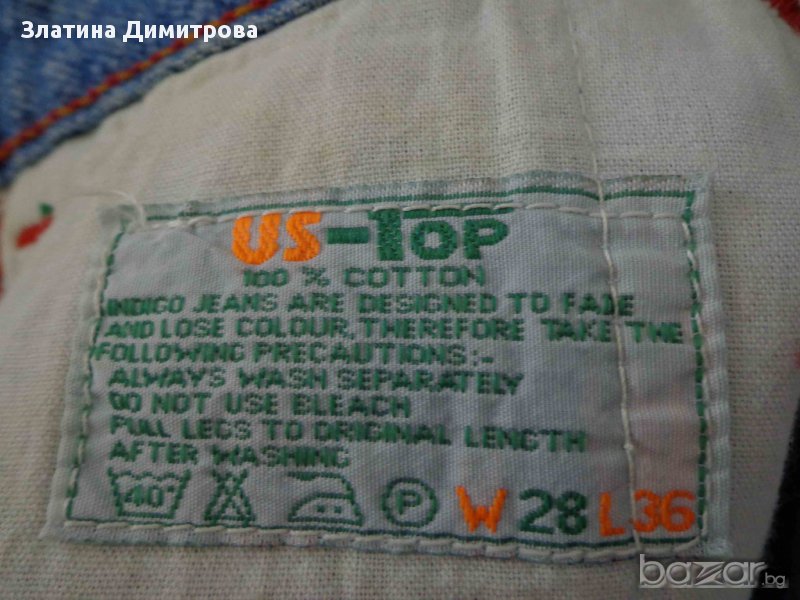 Златина Димитрова
US-TOP
100 % COTTON
INDIGO JEANS ARE DESIGNED TO FADE
AND LOSE COLOUR, THEREFORE TAKE THE
FOLLOWING PRECAUTIONS:-
ALWAYS WASH SEPARATELY
DO NOT USE BLEACH
PULL LEGS TO ORIGINAL LENGTH
AFTER WASHING
40° P W 28 L 36
bazar.bg